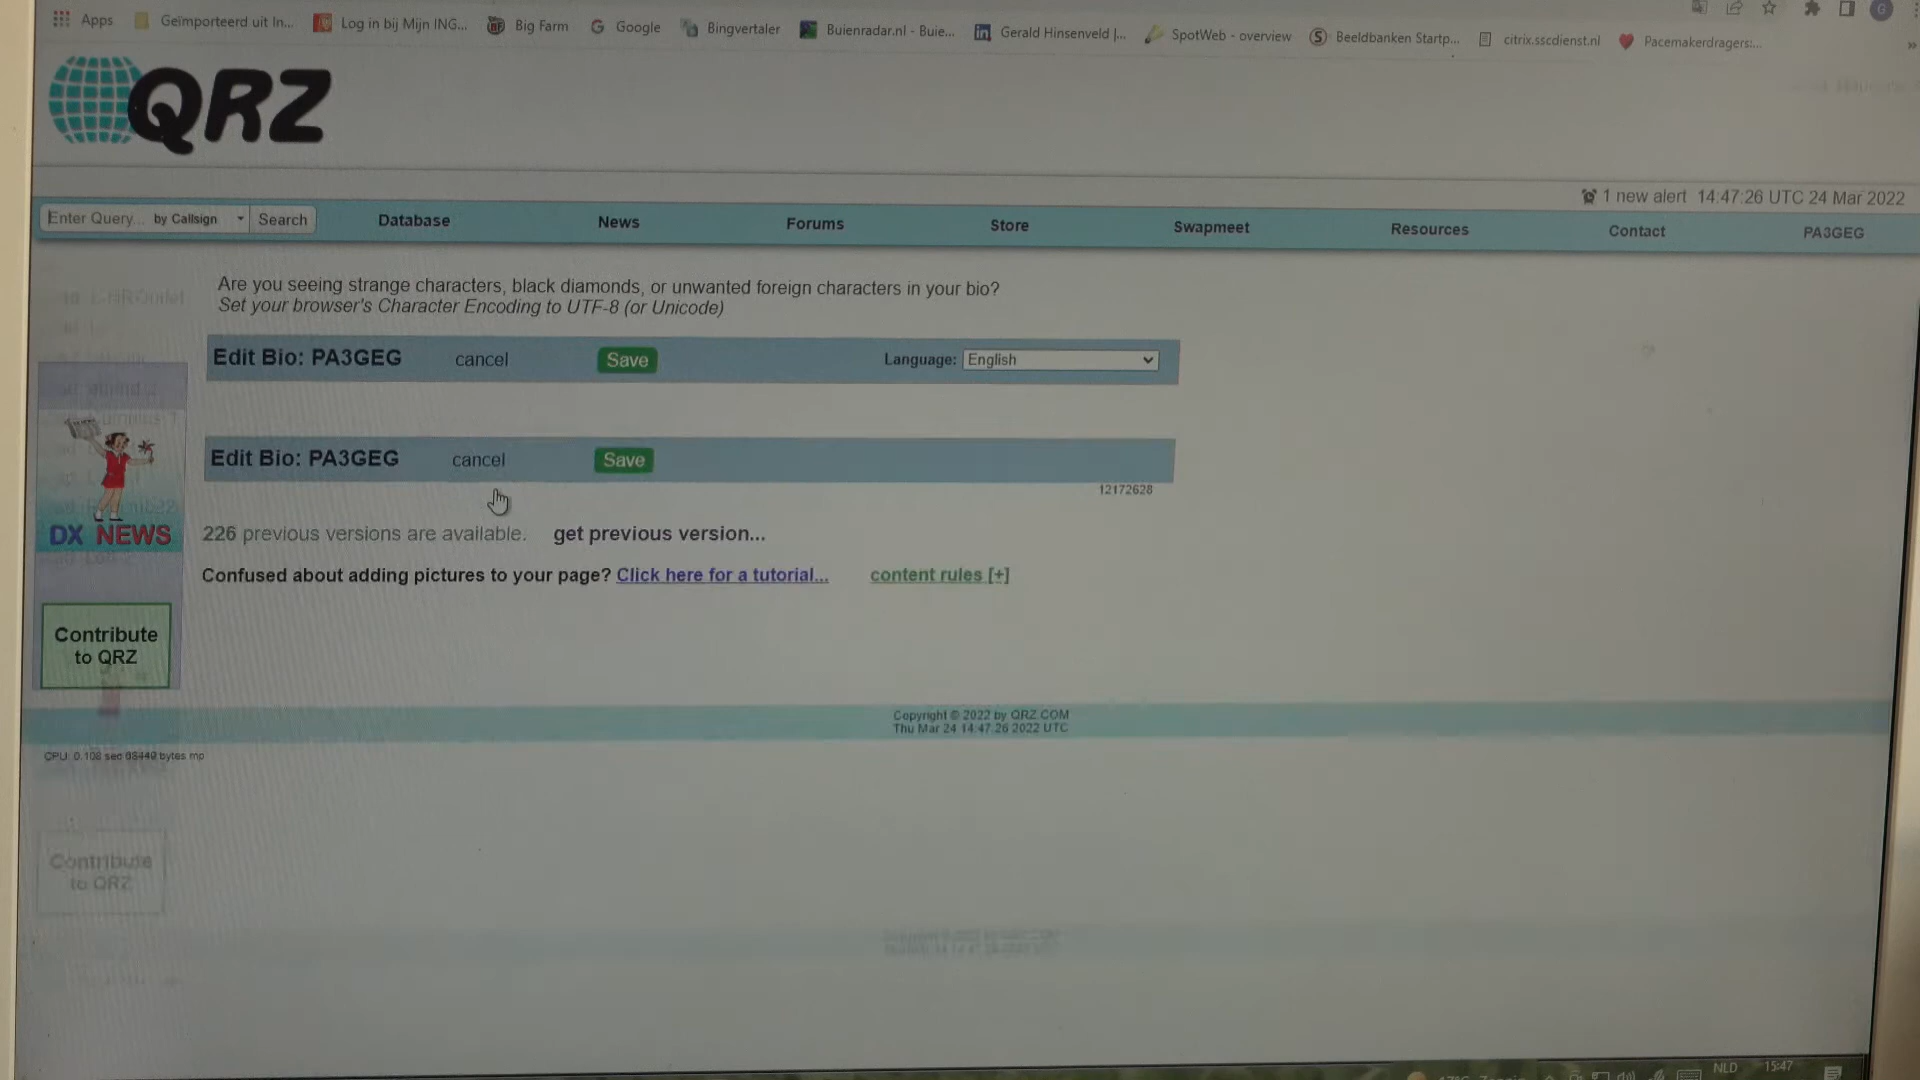 Apps Geïmporteerd uit In... Log in bij Mijn ING... Big Farm Google Bingvertaler Buienradar.nl - Buie... Gerald Hinsenveld |... SpotWeb - overview Beeldbanken Startp... citrix.sscdienst.nl Pacemakerdragers:... »
G
QRZ
1 new alert 14:47:26 UTC 24 Mar 2022
Enter Query... by Callsign Search Database News Forums Store Swapmeet Resources Contact PA3GEG
Are you seeing strange characters, black diamonds, or unwanted foreign characters in your bio?
Set your browser's Character Encoding to UTF-8 (or Unicode)
Edit Bio: PA3GEG cancel Save Language: English
Edit Bio: PA3GEG cancel Save
12172628
DX NEWS
226 previous versions are available. get previous version...
Confused about adding pictures to your page? Click here for a tutorial... content rules [+]
Contribute
to QRZ
Copyright © 2022 by QRZ.COM
Thu Mar 24 14:47:26 2022 UTC
CPU: 0.108 sec 68449 bytes mp
Contribute
to QRZ
NLD 15:47